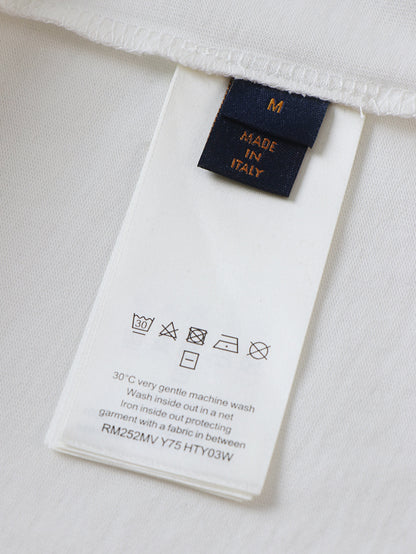 M
MADE
IN
ITALY
30
30°C very gentle machine wash
Wash inside out in a net
Iron inside out protecting
garment with a fabric in between
RM252MV Y75 HTY03W